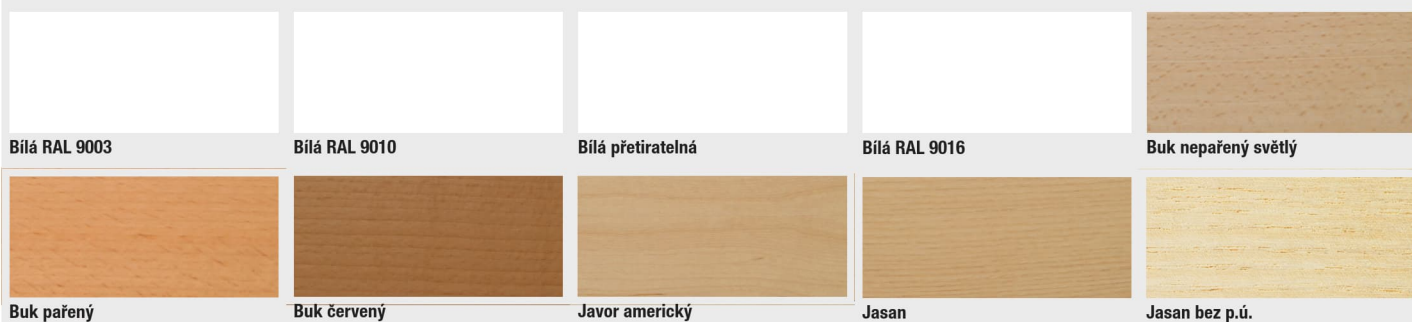 Bílá RAL 9003
Bílá RAL 9010
Bílá přetiratelná
Bílá RAL 9016
Buk nepařený světlý
Buk pařený
Buk červený
Javor americký
Jasan
Jasan bez p.ú.